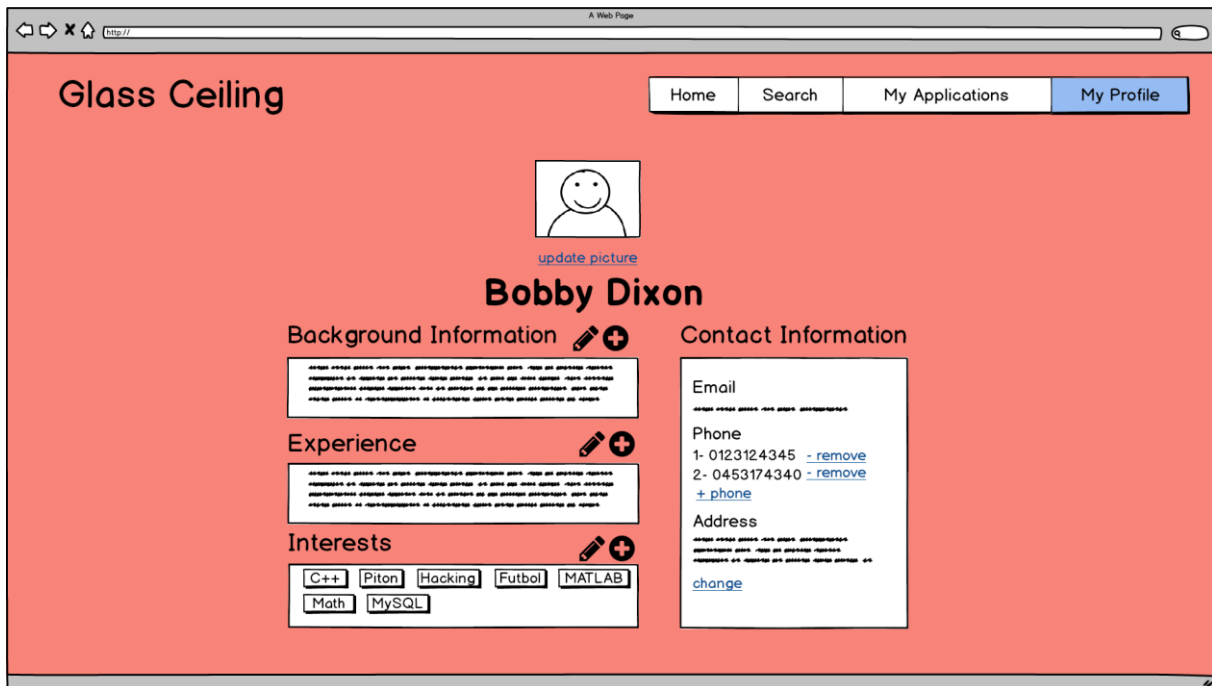 A Web Page
http://
Glass Ceiling
Home
Search
My Applications
My Profile
update picture
Bobby Dixon
Background Information
Experience
Interests
C++ Piton Hacking Futbol MATLAB
Math MySQL
Contact Information
Email
Phone
1- 0123124345 - remove
2- 0453174340 - remove
+ phone
Address
change